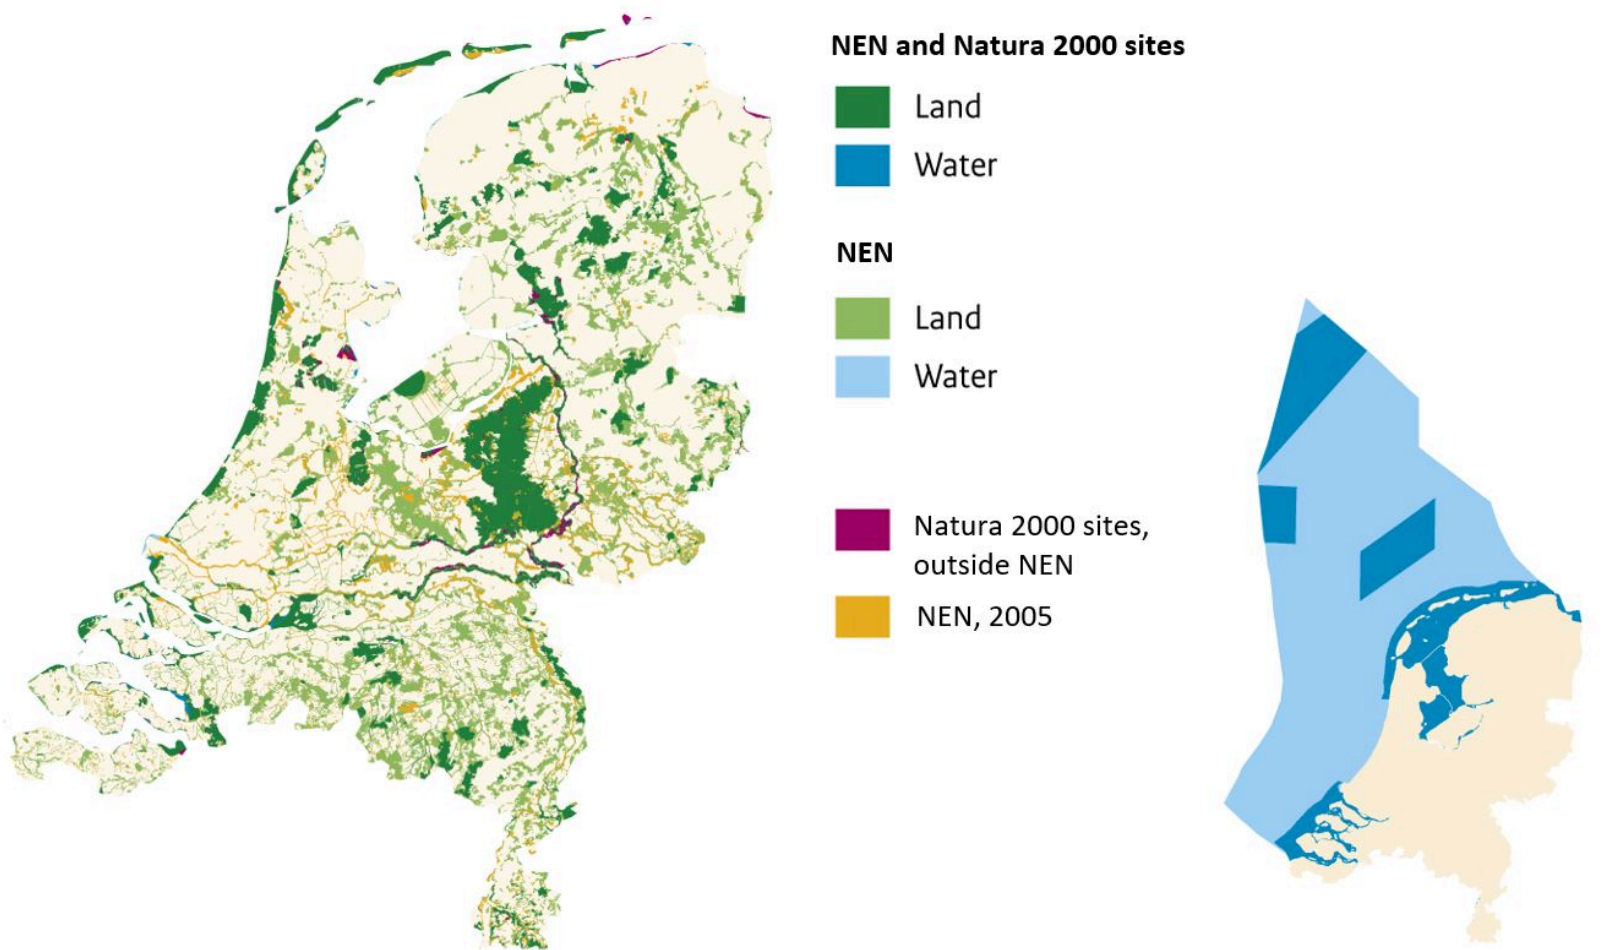 NEN and Natura 2000 sites
Land
Water
NEN
Land
Water
Natura 2000 sites,
outside NEN
NEN, 2005